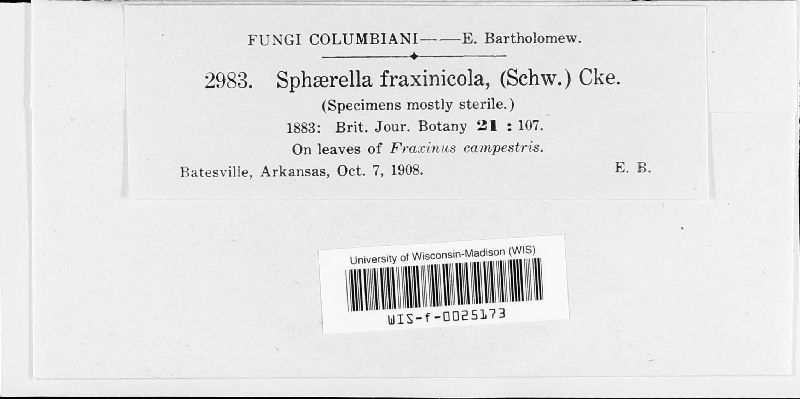 FUNGI COLUMBIANI——E. Bartholomew.
2983. Sphærella fraxinicola, (Schw.) Cke.
(Specimens mostly sterile.)
1883: Brit. Jour. Botany 21 : 107.
On leaves of Fraxinus campestris.
Batesville, Arkansas, Oct. 7, 1908. E. B.
University of Wisconsin-Madison (WIS)
WIS-f-0025173